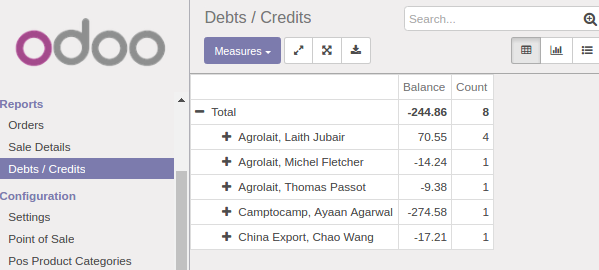 odoo
Reports
Orders
Sale Details
Debts / Credits
Configuration
Settings
Point of Sale
Pos Product Categories
Debts / Credits
Search...
Measures
Balance Count
Total -244.86 8
Agrolait, Laith Jubair 70.55 4
Agrolait, Michel Fletcher -14.24 1
Agrolait, Thomas Passot -9.38 1
Camptocamp, Ayaan Agarwal -274.58 1
China Export, Chao Wang -17.21 1